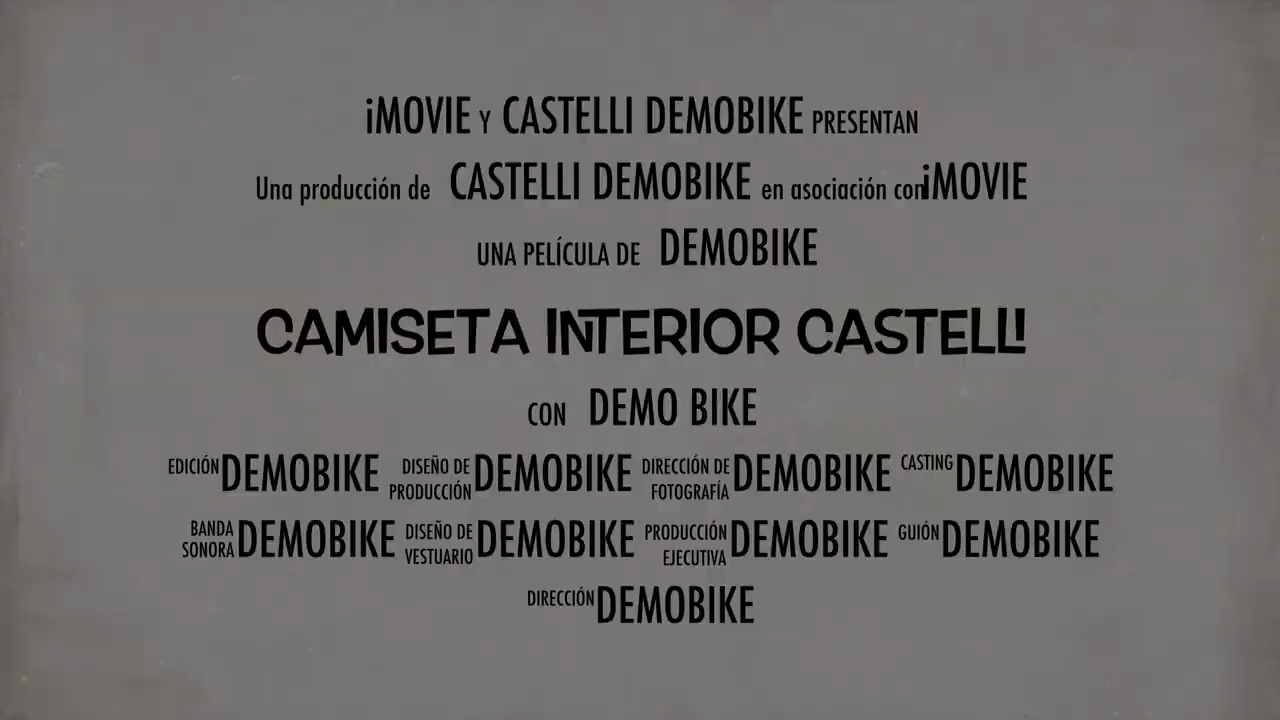 iMOVIE Y CASTELLI DEMOBIKE PRESENTAN
Una producción de CASTELLI DEMOBIKE en asociación con iMOVIE
UNA PELÍCULA DE DEMOBIKE
CAMISETA INTERIOR CASTELLI
CON DEMO BIKE
EDICIÓN DEMOBIKE DISEÑO DE PRODUCCIÓN DEMOBIKE DIRECCIÓN DE FOTOGRAFÍA DEMOBIKE CASTING DEMOBIKE
BANDA SONORA DEMOBIKE DISEÑO DE VESTUARIO DEMOBIKE PRODUCCIÓN EJECUTIVA DEMOBIKE GUIÓN DEMOBIKE
DIRECCIÓN DEMOBIKE